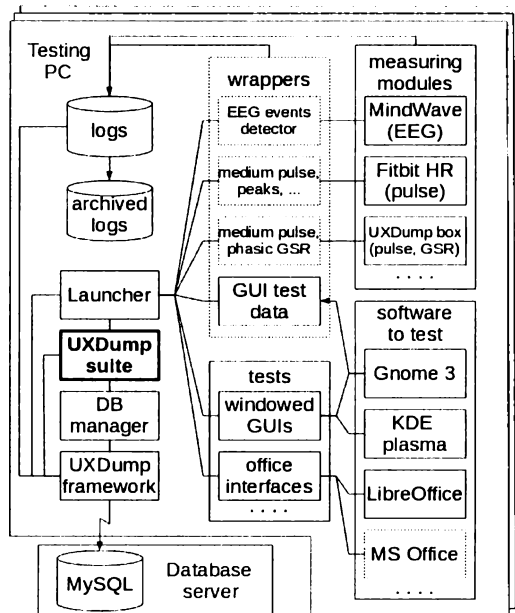 Testing
PC
logs
archived
logs
Launcher
UXDump
suite
DB
manager
UXDump
framework
MySQL
Database
server
wrappers
EEG events
detector
medium pulse,
peaks, ...
medium pulse,
phasic GSR
GUI test
data
tests
windowed
GUIs
office
interfaces
. . . .
measuring
modules
MindWave
(EEG)
Fitbit HR
(pulse)
UXDump box
(pulse, GSR)
. . . .
software
to test
Gnome 3
KDE
plasma
LibreOffice
MS Office
. . . .